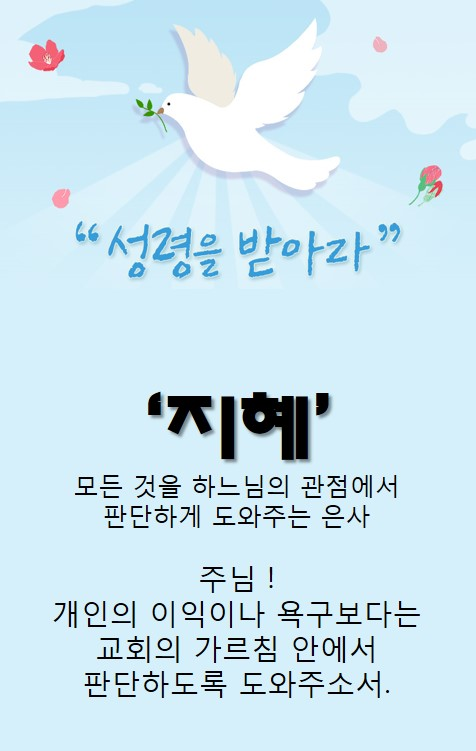 “성령을 받아라”
‘지혜’
모든 것을 하느님의 관점에서
판단하게 도와주는 은사
주님 !
개인의 이익이나 욕구보다는
교회의 가르침 안에서
판단하도록 도와주소서.